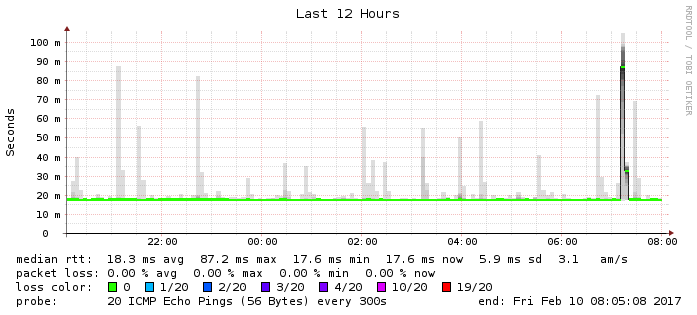 Last 12 Hours
RRDTOOL / TOBI OETIKER
Seconds
100 m
90 m
80 m
70 m
60 m
50 m
40 m
30 m
20 m
10 m
0
22:00 00:00 02:00 04:00 06:00 08:00
median rtt: 18.3 ms avg 87.2 ms max 17.6 ms min 17.6 ms now 5.9 ms sd 3.1 am/s
packet loss: 0.00 % avg 0.00 % max 0.00 % min 0.00 % now
loss color: 0 1/20 2/20 3/20 4/20 10/20 19/20
probe: 20 ICMP Echo Pings (56 Bytes) every 300s end: Fri Feb 10 08:05:08 2017